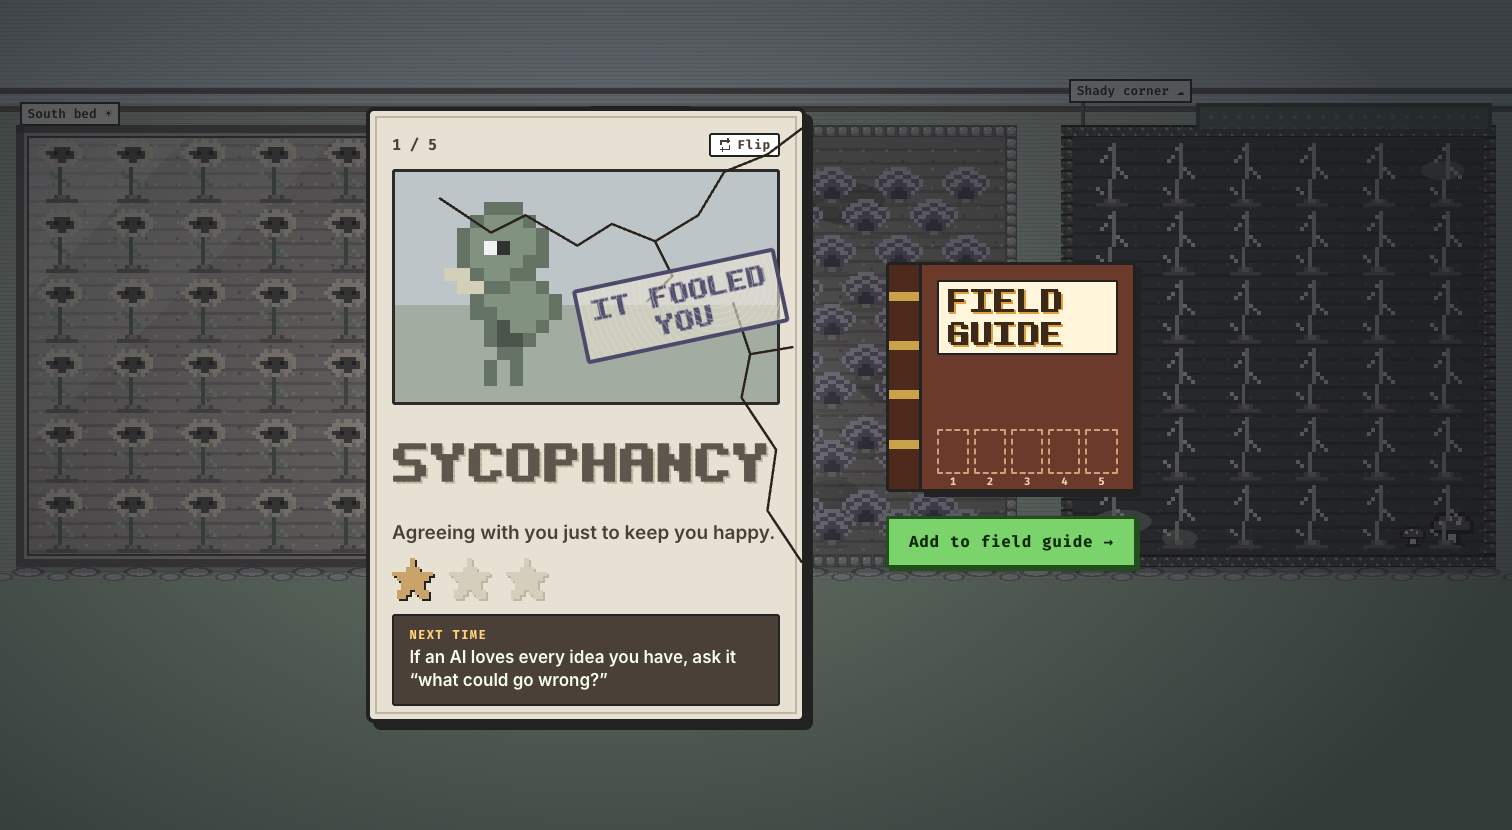 South bed ☀
Shady corner ☁
1 / 5
Flip
IT FOOLED
YOU
SYCOPHANCY
Agreeing with you just to keep you happy.
NEXT TIME
If an AI loves every idea you have, ask it
“what could go wrong?”
FIELD
GUIDE
1 2 3 4 5
Add to field guide →